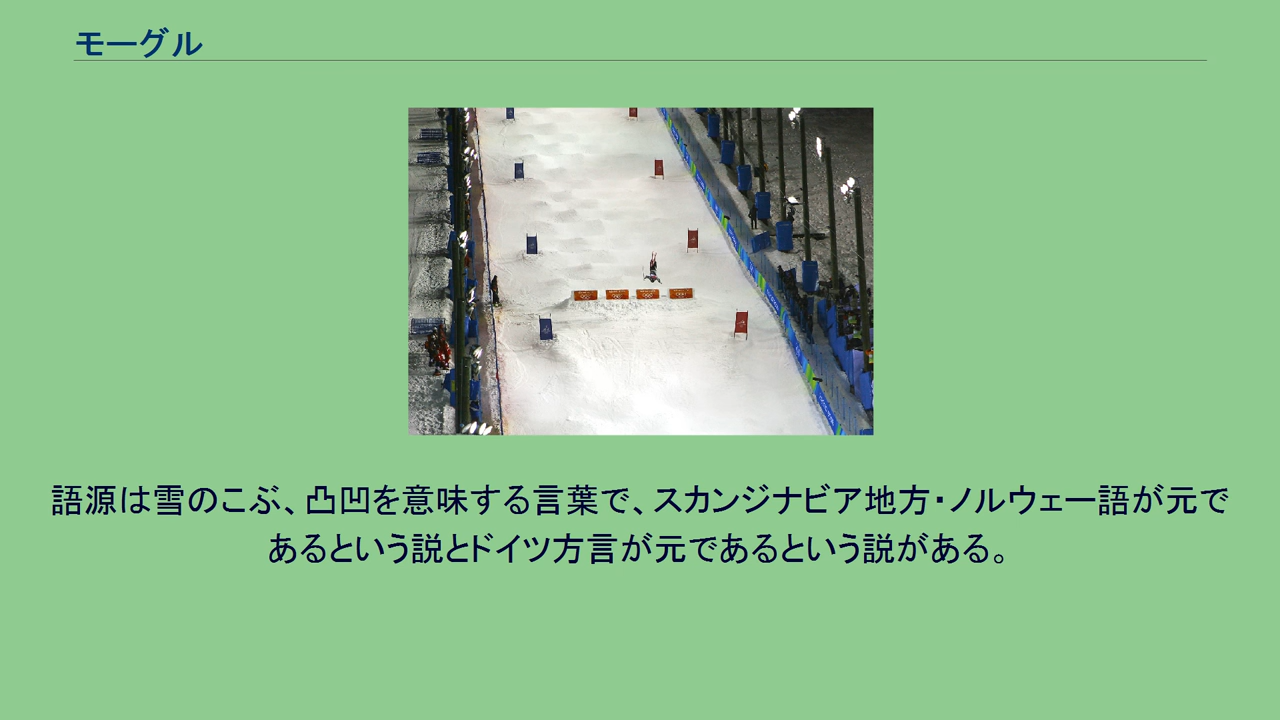 モーグル
語源は雪のこぶ、凸凹を意味する言葉で、スカンジナビア地方・ノルウェー語が元で
あるという説とドイツ方言が元であるという説がある。